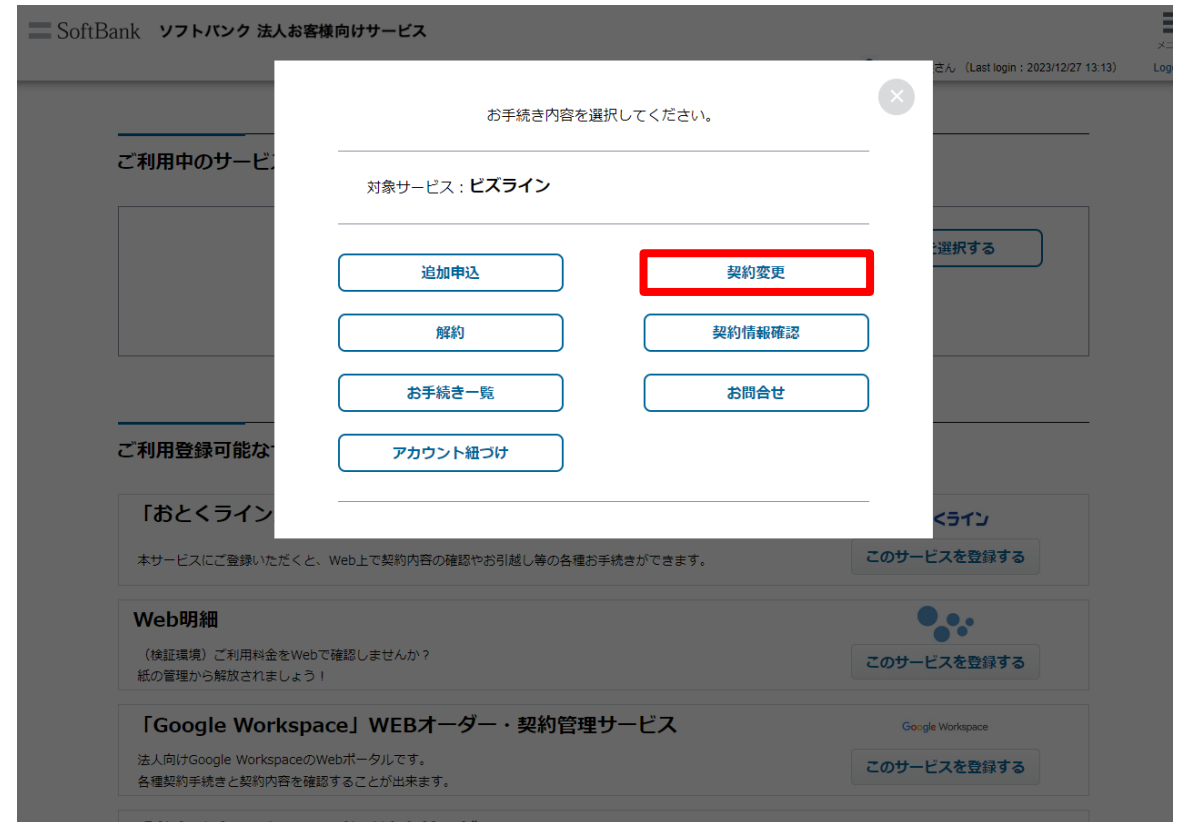 SoftBank ソフトバンク 法人お客様向けサービス
メニ
さん （Last login : 2023/12/27 13:13） Log
お手続き内容を選択してください。
ご利用中のサービ
対象サービス : ビズライン
選択する
追加申込 契約変更
解約 契約情報確認
お手続き一覧 お問合せ
ご利用登録可能な
アカウント紐づけ
「おとくライン くライン
本サービスにご登録いただくと、Web上で契約内容の確認やお引越し等の各種お手続きができます。 このサービスを登録する
Web明細
（検証環境）ご利用料金をWebで確認しませんか？
紙の管理から解放されましょう！ このサービスを登録する
「Google Workspace」WEBオーダー・契約管理サービス Google Workspace
法人向けGoogle WorkspaceのWebポータルです。
各種契約手続きと契約内容を確認することが出来ます。 このサービスを登録する